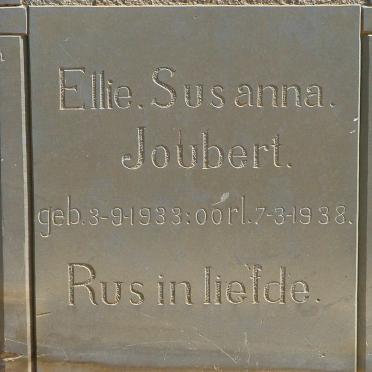 Ellie. Susanna.
Joubert.
geb. 3-9-1933: oorl. 7-3-1938.
Rus in liefde.